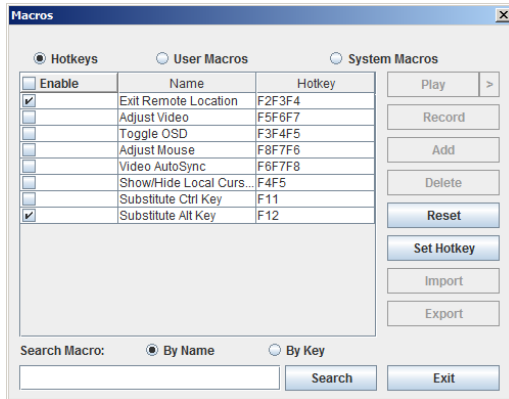 Macros
Hotkeys User Macros System Macros
Enable Name Hotkey Play >
Exit Remote Location F2F3F4
Adjust Video F5F6F7 Record
Toggle OSD F3F4F5
Adjust Mouse F8F7F6 Add
Video AutoSync F6F7F8
Show/Hide Local Curs... F4F5 Delete
Substitute Ctrl Key F11
Substitute Alt Key F12 Reset
Set Hotkey
Import
Export
Search Macro: By Name By Key
Search Exit